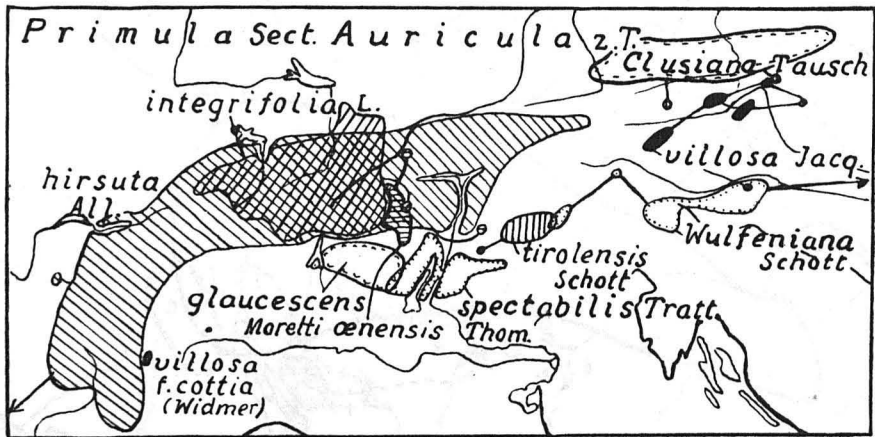 Primula Sect. Auricula z.T.
Clusiana Tausch
integrifolia L.
villosa Jacq.
hirsuta
All.
Wulfeniana
Schott
tirolensis
Schott
glaucescens
Moretti
œnensis
Thom.
spectabilis Tratt.
villosa
f. cottia
(Widmer)